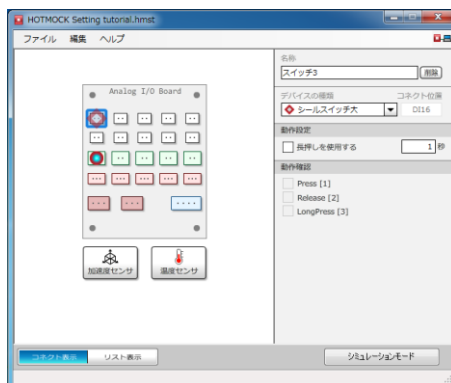 HOTMOCK Setting tutorial.hmst
ファイル 編集 ヘルプ
名称
スイッチ3
削除
デバイスの種類 コネクト位置
シールスイッチ大 DI16
動作設定
長押しを使用する 1 秒
動作確認
Press [1]
Release [2]
LongPress [3]
Analog I/O Board
加速度センサ 温度センサ
コネクト表示 リスト表示 シミュレーションモード